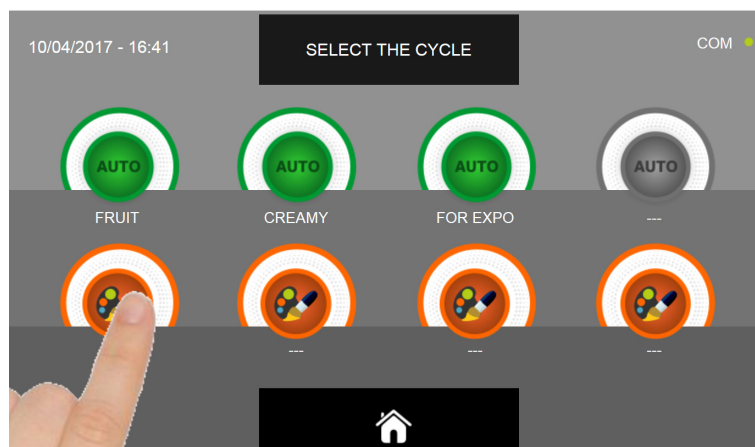 10/04/2017 - 16:41
SELECT THE CYCLE
COM
AUTO
AUTO
AUTO
AUTO
FRUIT
CREAMY
FOR EXPO
---
---
---
---